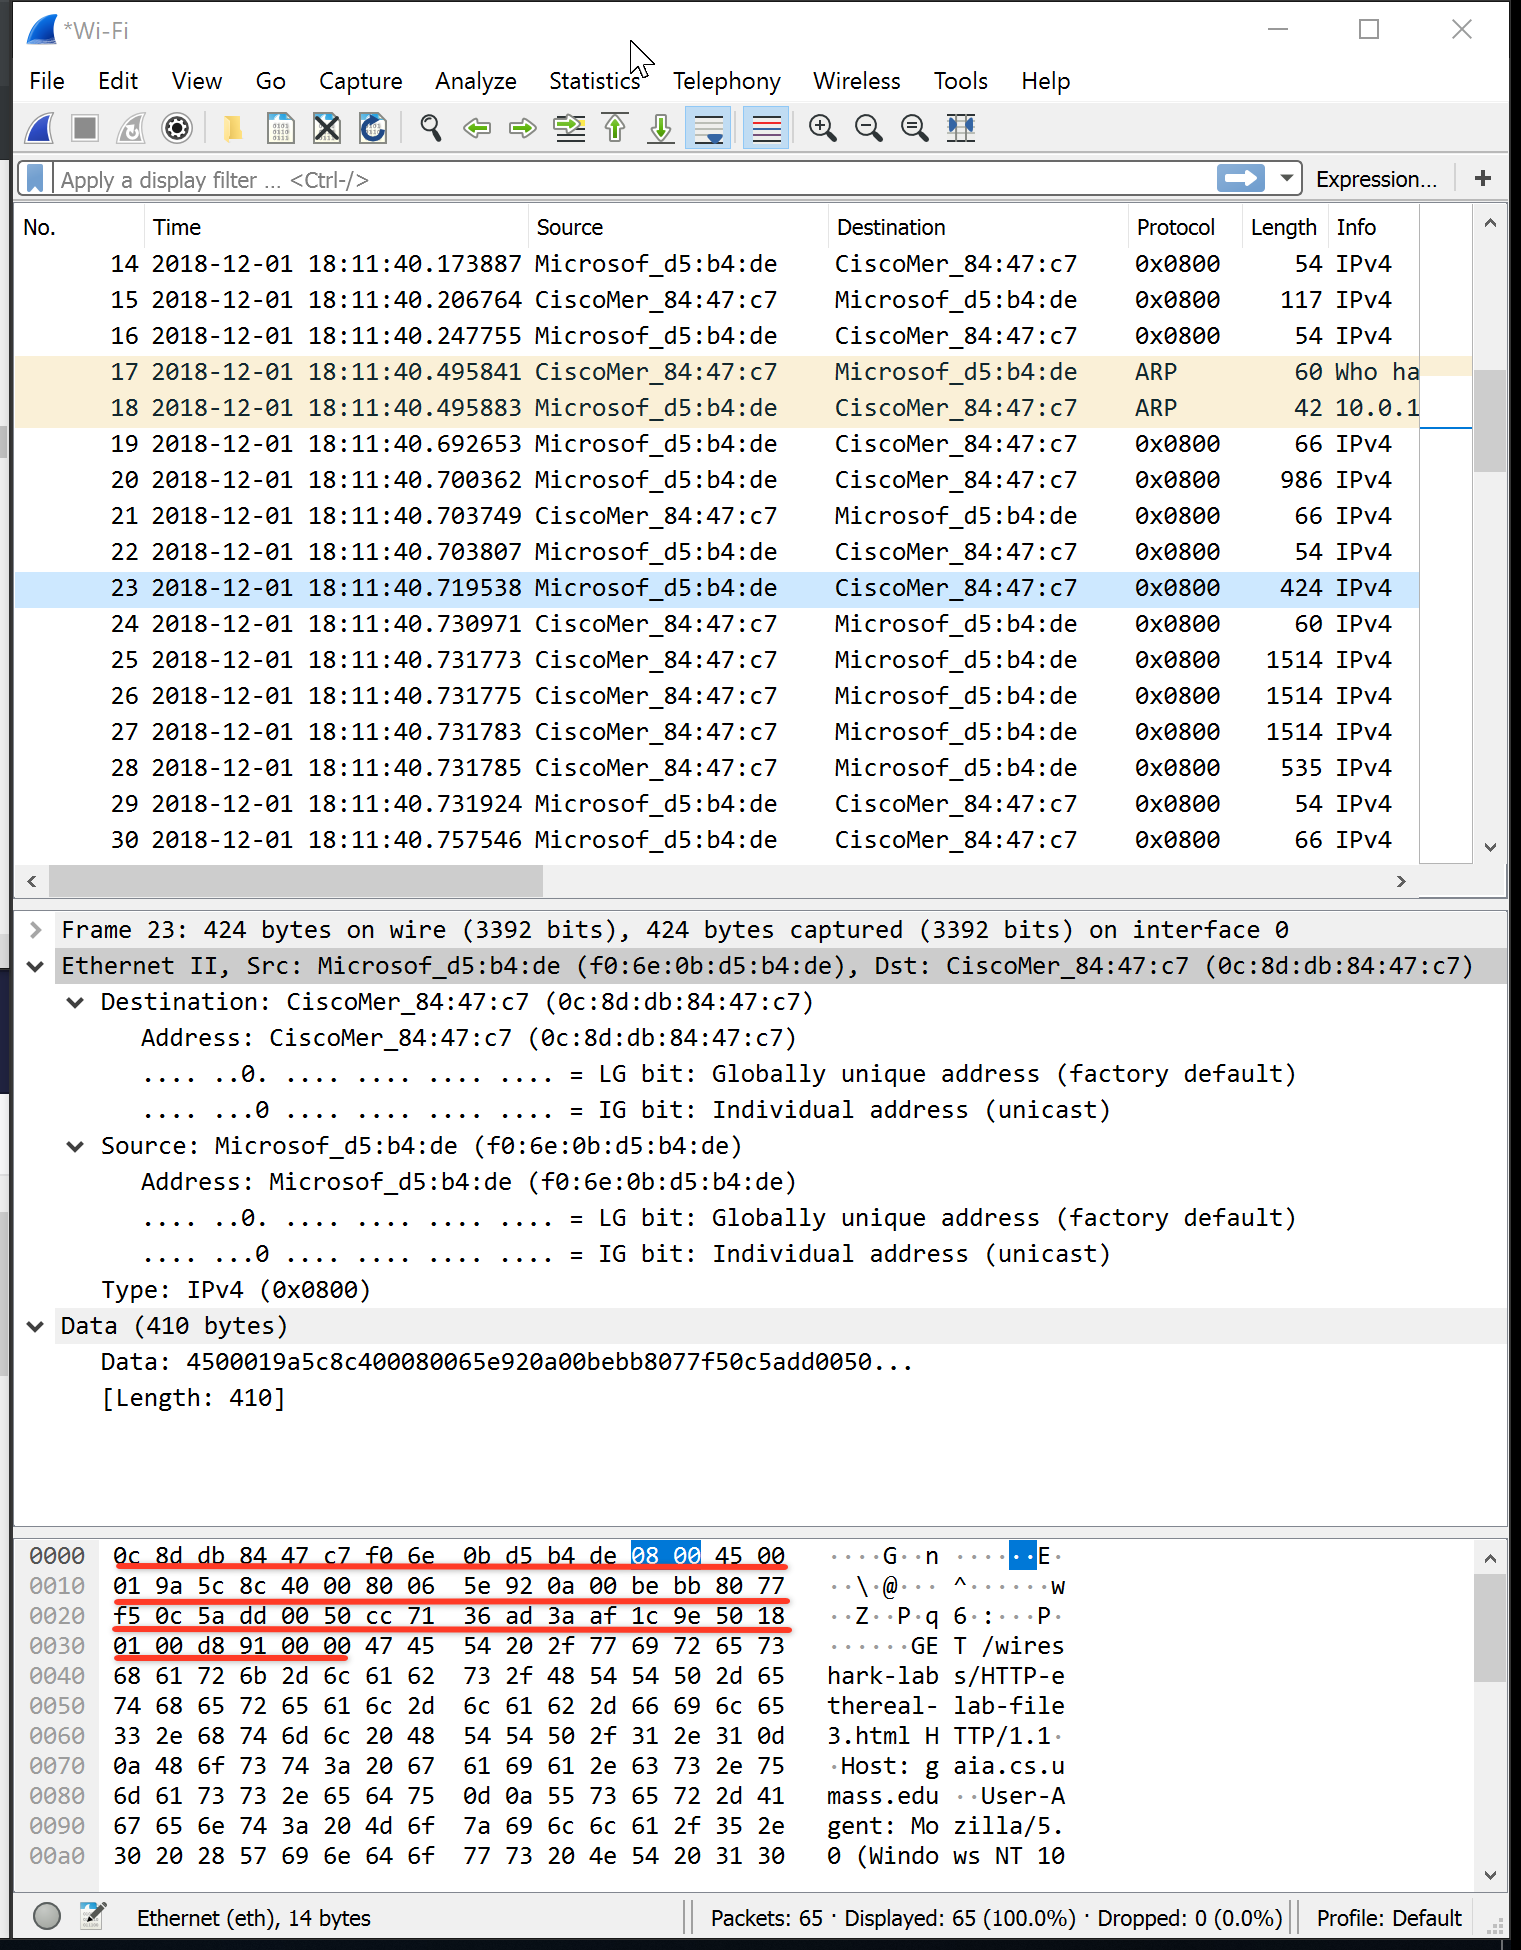 *Wi-Fi
File Edit View Go Capture Analyze Statistics Telephony Wireless Tools Help
Apply a display filter ... <Ctrl-/> Expression... +
No. Time Source Destination Protocol Length Info
14 2018-12-01 18:11:40.173887 Microsof_d5:b4:de CiscoMer_84:47:c7 0x0800 54 IPv4
15 2018-12-01 18:11:40.206764 CiscoMer_84:47:c7 Microsof_d5:b4:de 0x0800 117 IPv4
16 2018-12-01 18:11:40.247755 Microsof_d5:b4:de CiscoMer_84:47:c7 0x0800 54 IPv4
17 2018-12-01 18:11:40.495841 CiscoMer_84:47:c7 Microsof_d5:b4:de ARP 60 Who ha
18 2018-12-01 18:11:40.495883 Microsof_d5:b4:de CiscoMer_84:47:c7 ARP 42 10.0.1
19 2018-12-01 18:11:40.692653 Microsof_d5:b4:de CiscoMer_84:47:c7 0x0800 66 IPv4
20 2018-12-01 18:11:40.700362 Microsof_d5:b4:de CiscoMer_84:47:c7 0x0800 986 IPv4
21 2018-12-01 18:11:40.703749 CiscoMer_84:47:c7 Microsof_d5:b4:de 0x0800 66 IPv4
22 2018-12-01 18:11:40.703807 Microsof_d5:b4:de CiscoMer_84:47:c7 0x0800 54 IPv4
23 2018-12-01 18:11:40.719538 Microsof_d5:b4:de CiscoMer_84:47:c7 0x0800 424 IPv4
24 2018-12-01 18:11:40.730971 CiscoMer_84:47:c7 Microsof_d5:b4:de 0x0800 60 IPv4
25 2018-12-01 18:11:40.731773 CiscoMer_84:47:c7 Microsof_d5:b4:de 0x0800 1514 IPv4
26 2018-12-01 18:11:40.731775 CiscoMer_84:47:c7 Microsof_d5:b4:de 0x0800 1514 IPv4
27 2018-12-01 18:11:40.731783 CiscoMer_84:47:c7 Microsof_d5:b4:de 0x0800 1514 IPv4
28 2018-12-01 18:11:40.731785 CiscoMer_84:47:c7 Microsof_d5:b4:de 0x0800 535 IPv4
29 2018-12-01 18:11:40.731924 Microsof_d5:b4:de CiscoMer_84:47:c7 0x0800 54 IPv4
30 2018-12-01 18:11:40.757546 Microsof_d5:b4:de CiscoMer_84:47:c7 0x0800 66 IPv4
Frame 23: 424 bytes on wire (3392 bits), 424 bytes captured (3392 bits) on interface 0
Ethernet II, Src: Microsof_d5:b4:de (f0:6e:0b:d5:b4:de), Dst: CiscoMer_84:47:c7 (0c:8d:db:84:47:c7)
Destination: CiscoMer_84:47:c7 (0c:8d:db:84:47:c7)
Address: CiscoMer_84:47:c7 (0c:8d:db:84:47:c7)
.... ..0. .... .... .... .... = LG bit: Globally unique address (factory default)
.... ...0 .... .... .... .... = IG bit: Individual address (unicast)
Source: Microsof_d5:b4:de (f0:6e:0b:d5:b4:de)
Address: Microsof_d5:b4:de (f0:6e:0b:d5:b4:de)
.... ..0. .... .... .... .... = LG bit: Globally unique address (factory default)
.... ...0 .... .... .... .... = IG bit: Individual address (unicast)
Type: IPv4 (0x0800)
Data (410 bytes)
Data: 4500019a5c8c400080065e920a00bebb8077f50c5add0050...
[Length: 410]
0000 0c 8d db 84 47 c7 f0 6e 0b d5 b4 de 08 00 45 00 ····G··n ······E·
0010 01 9a 5c 8c 40 00 80 06 5e 92 0a 00 be bb 80 77 ··\·@··· ^······w
0020 f5 0c 5a dd 00 50 cc 71 36 ad 3a af 1c 9e 50 18 ··Z··P·q 6·:···P·
0030 01 00 d8 91 00 00 47 45 54 20 2f 77 69 72 65 73 ······GE T /wires
0040 68 61 72 6b 2d 6c 61 62 73 2f 48 54 54 50 2d 65 hark-lab s/HTTP-e
0050 74 68 65 72 65 61 6c 2d 6c 61 62 2d 66 69 6c 65 thereal- lab-file
0060 33 2e 68 74 6d 6c 20 48 54 54 50 2f 31 2e 31 0d 3.html H TTP/1.1·
0070 0a 48 6f 73 74 3a 20 67 61 69 61 2e 63 73 2e 75 ·Host: g aia.cs.u
0080 6d 61 73 73 2e 65 64 75 0d 0a 55 73 65 72 2d 41 mass.edu ··User-A
0090 67 65 6e 74 3a 20 4d 6f 7a 69 6c 6c 61 2f 35 2e gent: Mo zilla/5.
00a0 30 20 28 57 69 6e 64 6f 77 73 20 4e 54 20 31 30 0 (Windo ws NT 10
Ethernet (eth), 14 bytes Packets: 65 · Displayed: 65 (100.0%) · Dropped: 0 (0.0%) Profile: Default